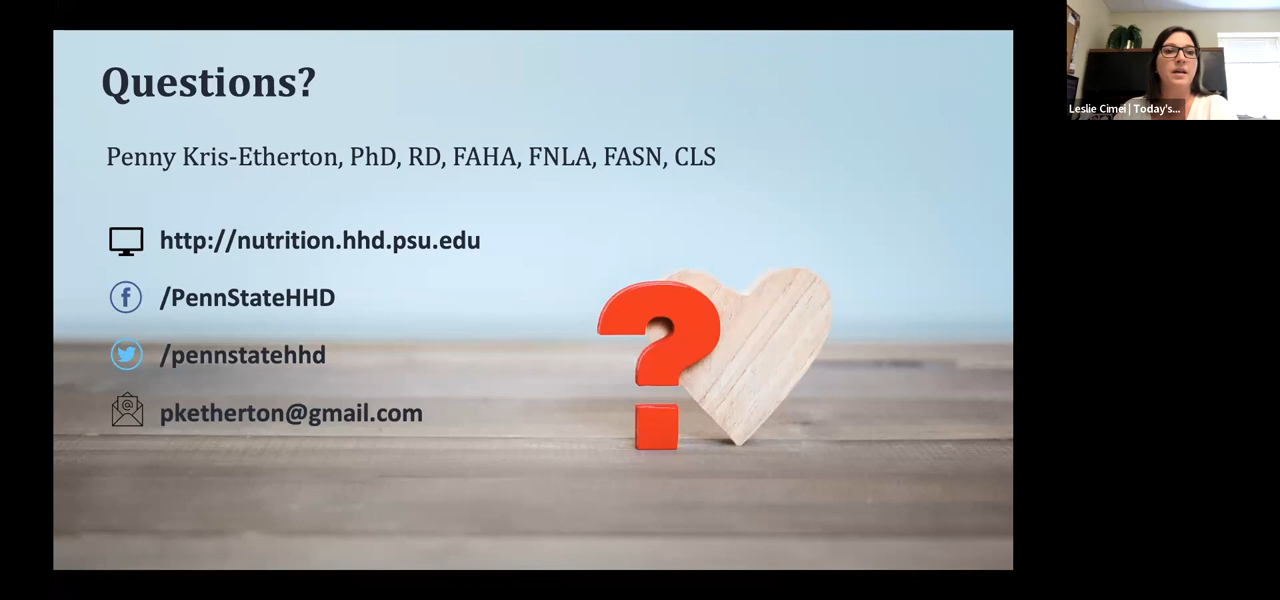 Questions?
Penny Kris-Etherton, PhD, RD, FAHA, FNLA, FASN, CLS
http://nutrition.hhd.psu.edu
/PennStateHHD
/pennstatehhd
pketherton@gmail.com
Leslie Cimei | Today's...